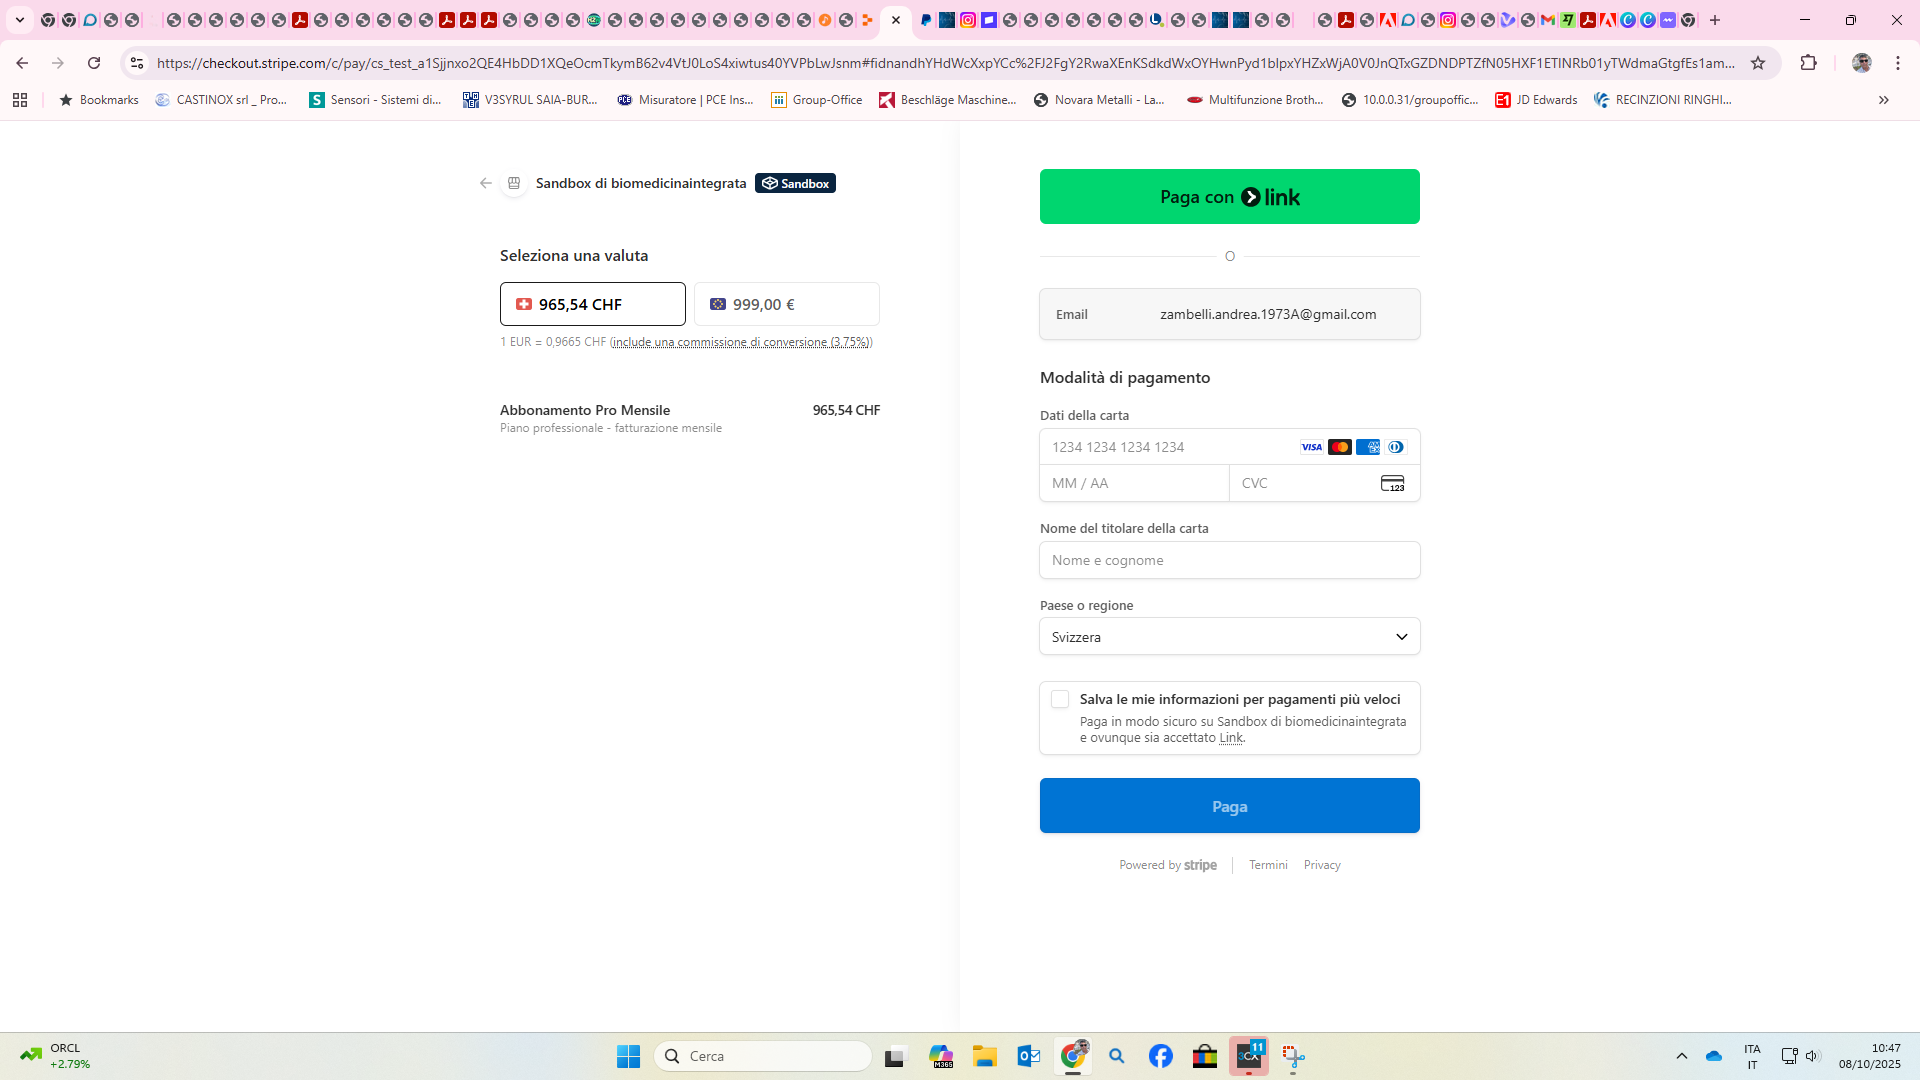 https://checkout.stripe.com/c/pay/cs_test_a1Sjjnxo2QE4HbDD1XQeOcmTkymB62v4VtJ0LoS4xiwtus40YVPbLwJsnm#fidnandhYHdWcXxpYCc%2FJ2FgY2RwaXEnKSdkdWxOYHwnPyd1blpxYHZxWjA0V0JnQTxGZDNDPTZfN05HXF1ETlNRb01yTWdmaGtgfEs1am...
Bookmarks
CASTINOX srl _ Pro...
Sensori - Sistemi di...
V3SYRUL SAIA-BUR...
Misuratore | PCE Ins...
Group-Office
Beschläge Maschine...
Novara Metalli - La...
Multifunzione Broth...
10.0.0.31/groupoffic...
JD Edwards
RECINZIONI RINGHI...
Sandbox di biomedicinaintegrata
Sandbox
Seleziona una valuta
965,54 CHF
999,00 €
1 EUR = 0,9665 CHF (include una commissione di conversione (3.75%))
Abbonamento Pro Mensile 965,54 CHF
Piano professionale - fatturazione mensile
Paga con link
O
Email zambelli.andrea.1973A@gmail.com
Modalità di pagamento
Dati della carta
1234 1234 1234 1234
VISA
MM / AA
CVC
123
Nome del titolare della carta
Nome e cognome
Paese o regione
Svizzera
Salva le mie informazioni per pagamenti più veloci
Paga in modo sicuro su Sandbox di biomedicinaintegrata
e ovunque sia accettato Link.
Paga
Powered by stripe
Termini
Privacy
ORCL
+2.79%
Cerca
M365
3CX
11
ITA
IT
10:47
08/10/2025